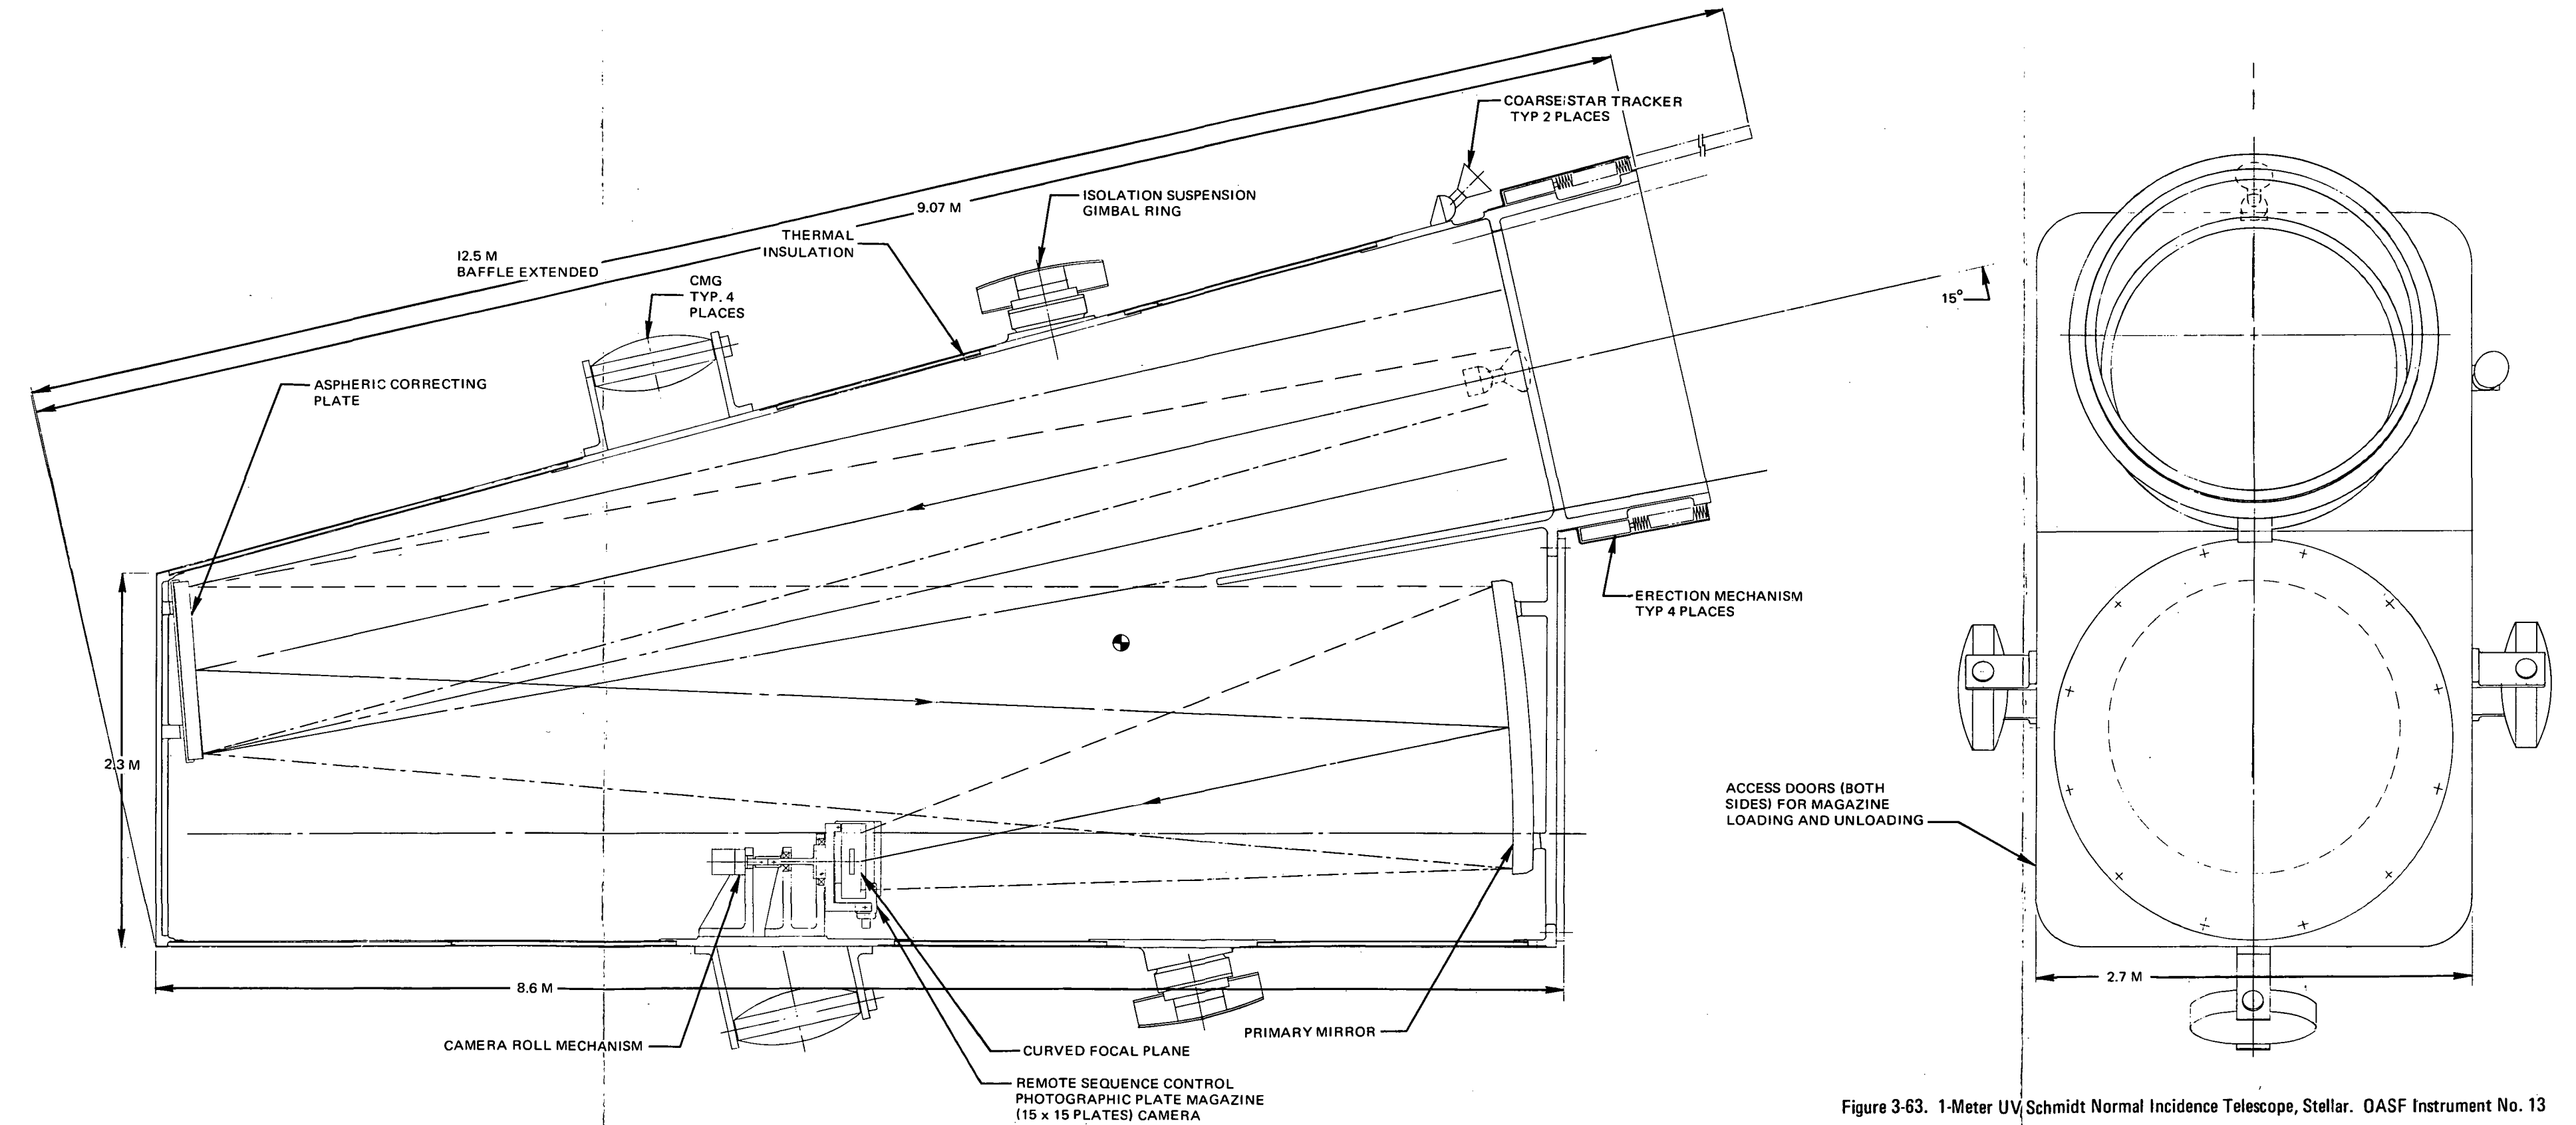 COARSE STAR TRACKER
TYP 2 PLACES
ISOLATION SUSPENSION
GIMBAL RING
9.07 M
THERMAL
INSULATION
12.5 M
BAFFLE EXTENDED
CMG
TYP. 4
PLACES
15°
ASPHERIC CORRECTING
PLATE
ERECTION MECHANISM
TYP 4 PLACES
2.3 M
ACCESS DOORS (BOTH
SIDES) FOR MAGAZINE
LOADING AND UNLOADING
8.6 M
2.7 M
PRIMARY MIRROR
CAMERA ROLL MECHANISM
CURVED FOCAL PLANE
REMOTE SEQUENCE CONTROL
PHOTOGRAPHIC PLATE MAGAZINE
(15 x 15 PLATES) CAMERA
Figure 3-63. 1-Meter UV Schmidt Normal Incidence Telescope, Stellar. OASF Instrument No. 13